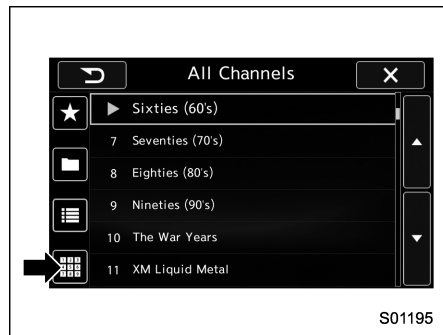 All Channels
Sixties (60's)
7 Seventies (70's)
8 Eighties (80's)
9 Nineties (90's)
10 The War Years
11 XM Liquid Metal
S01195